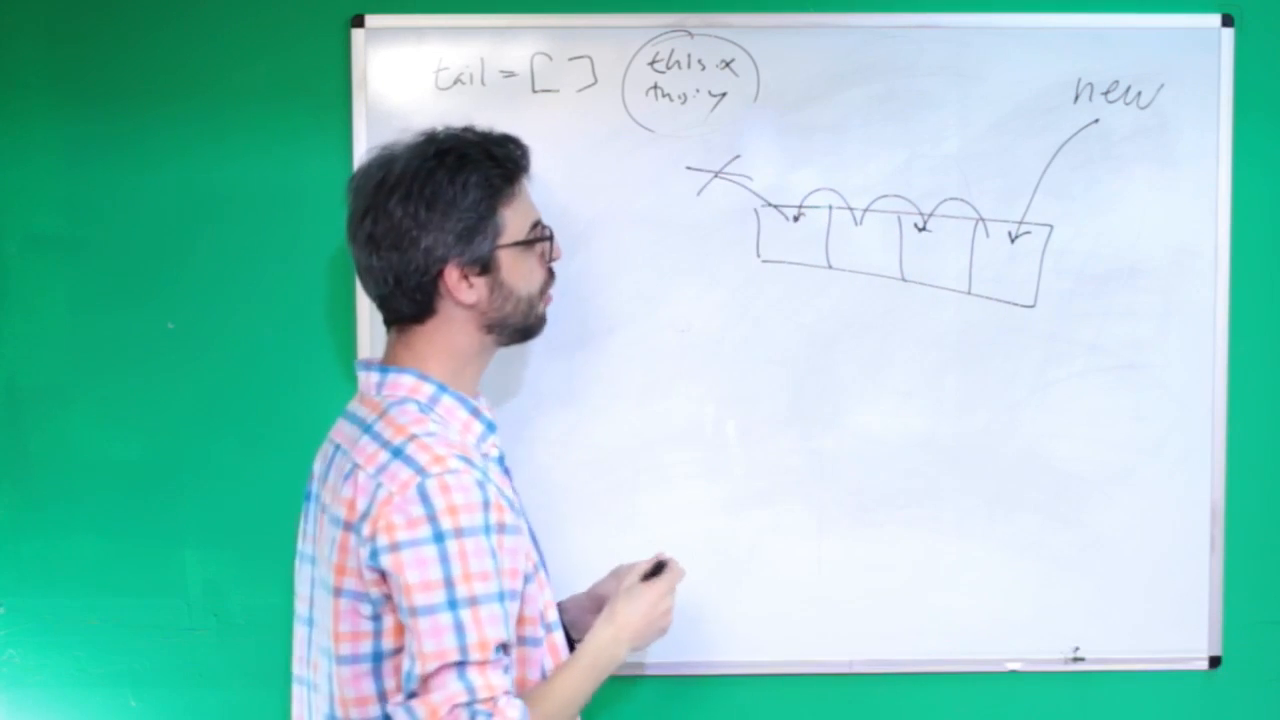 tail = [ ]
this.x
this.y
new